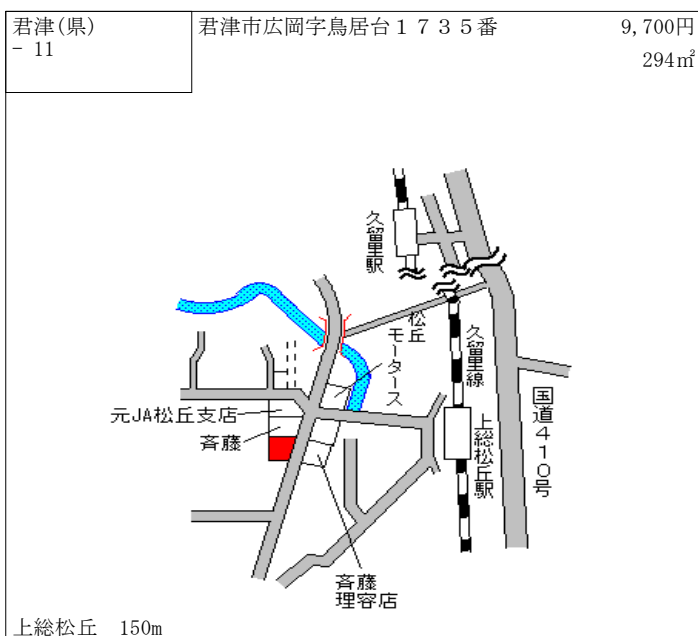 君津(県)
- 11
君津市広岡字鳥居台１７３５番
9,700円
294㎡
久留里駅
松丘
モータース
久留里線
国道４１０号
上総松丘駅
元JA松丘支店
斉藤
斉藤
理容店
上総松丘　150m